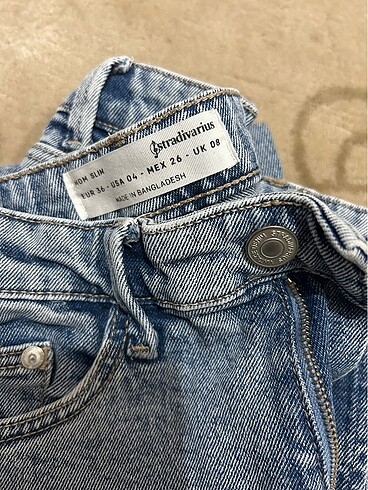 stradivarius
MOM SLIM
EUR 36 - USA 04 - MEX 26 - UK 08
MADE IN BANGLADESH